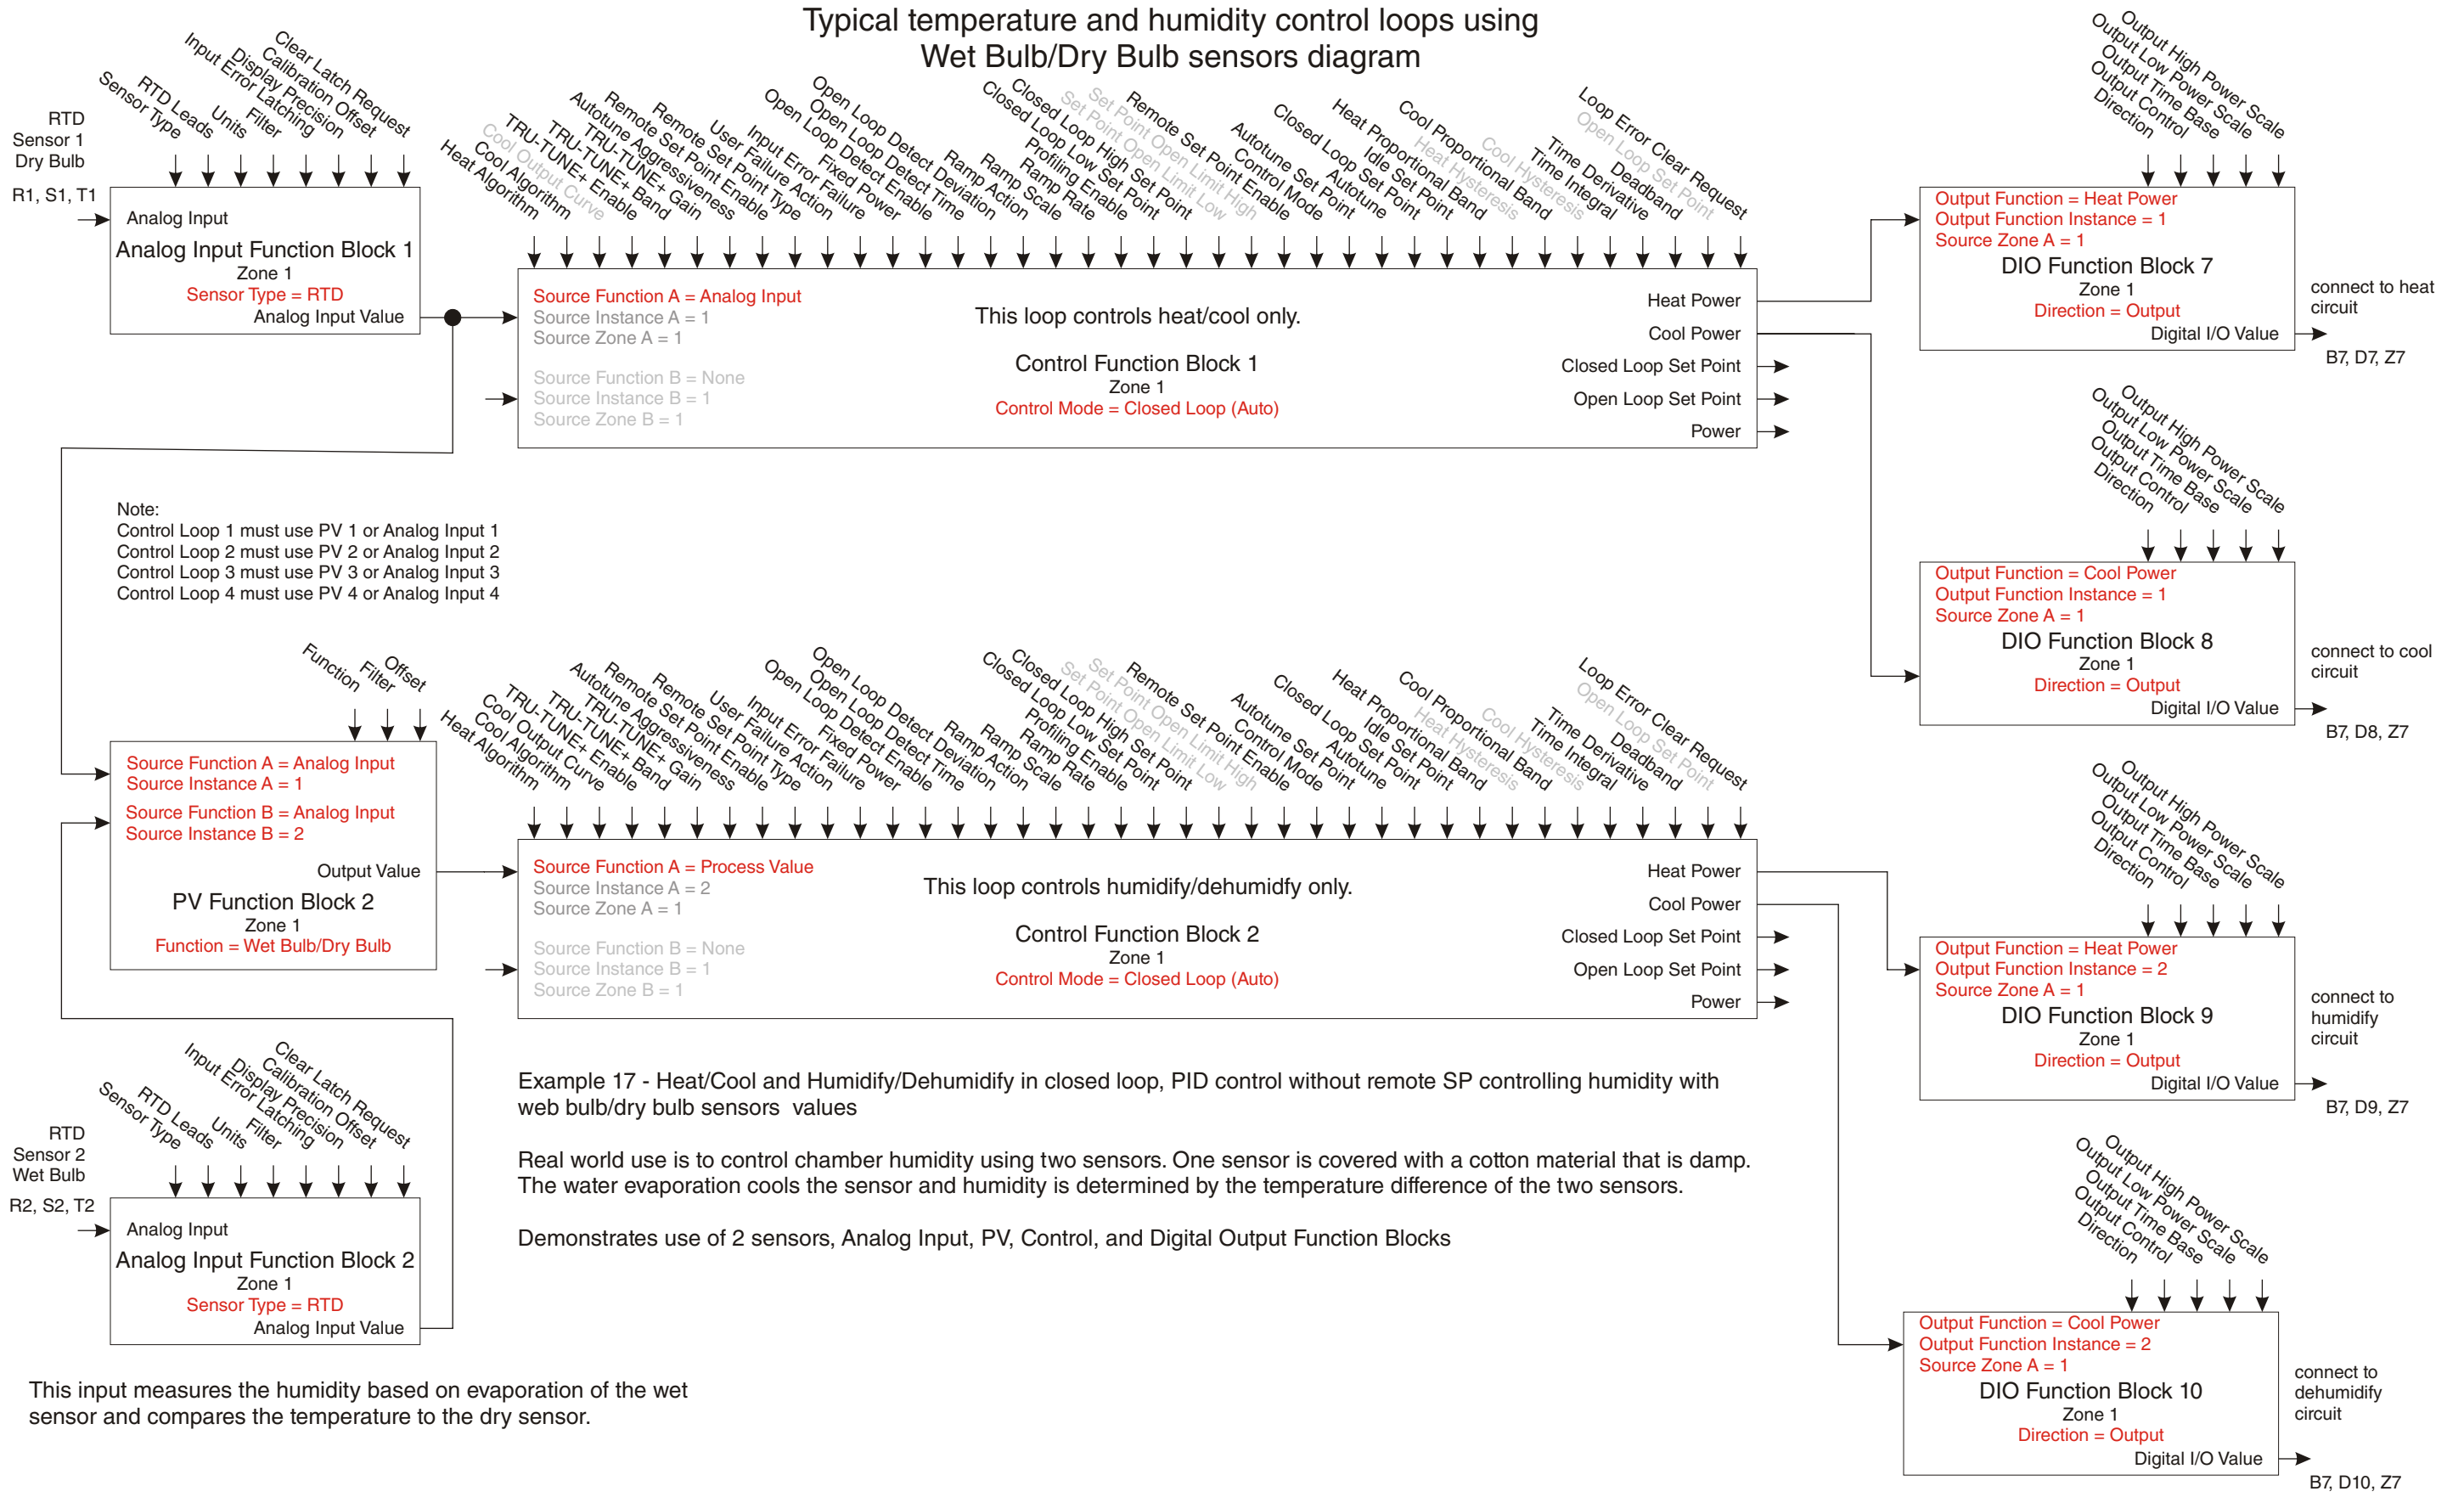 Typical temperature and humidity control loops using
Wet Bulb/Dry Bulb sensors diagram
RTD
Sensor 1
Dry Bulb
R1, S1, T1
Sensor Type
RTD Leads
Units
Filter
Input Error Latching
Display Precision
Calibration Offset
Clear Latch Request
Analog Input
Analog Input Function Block 1
Zone 1
Sensor Type = RTD
Analog Input Value
Heat Algorithm
Cool Algorithm
Cool Output Curve
TRU-TUNE+ Enable
TRU-TUNE+ Band
TRU-TUNE+ Gain
Autotune Aggressiveness
Remote Set Point Enable
Remote Set Point Type
User Failure Action
Input Error Failure
Fixed Power
Open Loop Detect Enable
Open Loop Detect Time
Open Loop Detect Deviation
Ramp Action
Ramp Scale
Ramp Rate
Profiling Enable
Closed Loop Low Set Point
Closed Loop High Set Point
Set Point Open Limit Low
Set Point Open Limit High
Remote Set Point Enable
Control Mode
Autotune Set Point
Autotune
Closed Loop Set Point
Idle Set Point
Heat Proportional Band
Heat Hysteresis
Cool Proportional Band
Cool Hysteresis
Time Integral
Time Derivative
Deadband
Open Loop Set Point
Loop Error Clear Request
Source Function A = Analog Input
Source Instance A = 1
Source Zone A = 1
Source Function B = None
Source Instance B = 1
Source Zone B = 1
This loop controls heat/cool only.
Control Function Block 1
Zone 1
Control Mode = Closed Loop (Auto)
Heat Power
Cool Power
Closed Loop Set Point
Open Loop Set Point
Power
Direction
Output Control
Output Time Base
Output Low Power Scale
Output High Power Scale
Output Function = Heat Power
Output Function Instance = 1
Source Zone A = 1
DIO Function Block 7
Zone 1
Direction = Output
Digital I/O Value
connect to heat
circuit
B7, D7, Z7
Direction
Output Control
Output Time Base
Output Low Power Scale
Output High Power Scale
Output Function = Cool Power
Output Function Instance = 1
Source Zone A = 1
DIO Function Block 8
Zone 1
Direction = Output
Digital I/O Value
connect to cool
circuit
B7, D8, Z7
Note:
Control Loop 1 must use PV 1 or Analog Input 1
Control Loop 2 must use PV 2 or Analog Input 2
Control Loop 3 must use PV 3 or Analog Input 3
Control Loop 4 must use PV 4 or Analog Input 4
Function
Filter
Offset
Source Function A = Analog Input
Source Instance A = 1
Source Function B = Analog Input
Source Instance B = 2
Output Value
PV Function Block 2
Zone 1
Function = Wet Bulb/Dry Bulb
Heat Algorithm
Cool Algorithm
Cool Output Curve
TRU-TUNE+ Enable
TRU-TUNE+ Band
TRU-TUNE+ Gain
Autotune Aggressiveness
Remote Set Point Enable
Remote Set Point Type
User Failure Action
Input Error Failure
Fixed Power
Open Loop Detect Enable
Open Loop Detect Time
Open Loop Detect Deviation
Ramp Action
Ramp Scale
Ramp Rate
Profiling Enable
Closed Loop Low Set Point
Closed Loop High Set Point
Set Point Open Limit Low
Set Point Open Limit High
Remote Set Point Enable
Control Mode
Autotune Set Point
Autotune
Closed Loop Set Point
Idle Set Point
Heat Proportional Band
Heat Hysteresis
Cool Proportional Band
Cool Hysteresis
Time Integral
Time Derivative
Deadband
Open Loop Set Point
Loop Error Clear Request
Source Function A = Process Value
Source Instance A = 2
Source Zone A = 1
Source Function B = None
Source Instance B = 1
Source Zone B = 1
This loop controls humidify/dehumidfy only.
Control Function Block 2
Zone 1
Control Mode = Closed Loop (Auto)
Heat Power
Cool Power
Closed Loop Set Point
Open Loop Set Point
Power
Direction
Output Control
Output Time Base
Output Low Power Scale
Output High Power Scale
Output Function = Heat Power
Output Function Instance = 2
Source Zone A = 1
DIO Function Block 9
Zone 1
Direction = Output
Digital I/O Value
connect to
humidify
circuit
B7, D9, Z7
RTD
Sensor 2
Wet Bulb
R2, S2, T2
Sensor Type
RTD Leads
Units
Filter
Input Error Latching
Display Precision
Calibration Offset
Clear Latch Request
Analog Input
Analog Input Function Block 2
Zone 1
Sensor Type = RTD
Analog Input Value
This input measures the humidity based on evaporation of the wet
sensor and compares the temperature to the dry sensor.
Example 17 - Heat/Cool and Humidify/Dehumidify in closed loop, PID control without remote SP controlling humidity with
web bulb/dry bulb sensors values
Real world use is to control chamber humidity using two sensors. One sensor is covered with a cotton material that is damp.
The water evaporation cools the sensor and humidity is determined by the temperature difference of the two sensors.
Demonstrates use of 2 sensors, Analog Input, PV, Control, and Digital Output Function Blocks
Direction
Output Control
Output Time Base
Output Low Power Scale
Output High Power Scale
Output Function = Cool Power
Output Function Instance = 2
Source Zone A = 1
DIO Function Block 10
Zone 1
Direction = Output
Digital I/O Value
connect to
dehumidify
circuit
B7, D10, Z7